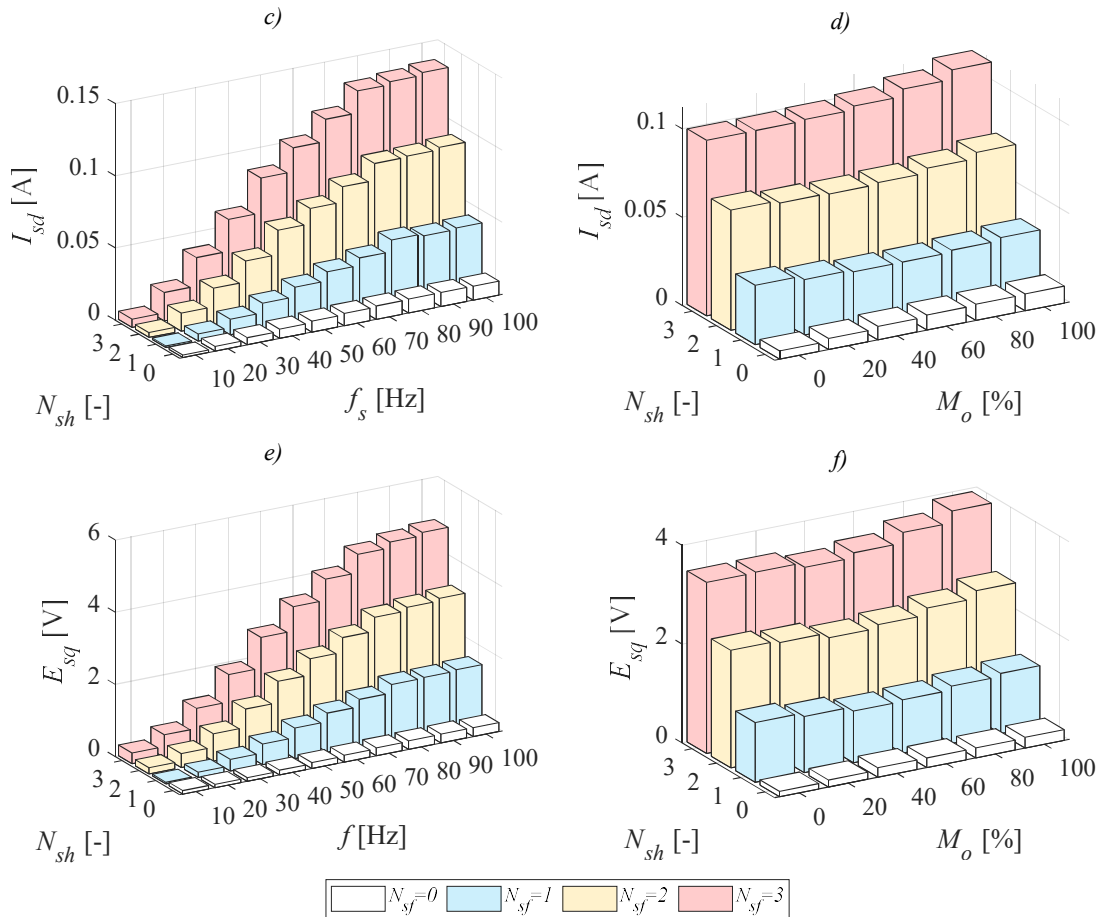 c)
d)
0.15
0.1
0.05
0
I_sd [A]
3
2
1
0
N_sh [-]
10 20 30 40 50 60 70 80 90 100
f_s [Hz]
0.1
0.05
0
I_sd [A]
3
2
1
0
N_sh [-]
0 20 40 60 80 100
M_o [%]
e)
f)
6
4
2
0
E_sq [V]
3
2
1
0
N_sh [-]
10 20 30 40 50 60 70 80 90 100
f [Hz]
4
2
0
E_sq [V]
3
2
1
0
N_sh [-]
0 20 40 60 80 100
M_o [%]
N_sf=0 N_sf=1 N_sf=2 N_sf=3